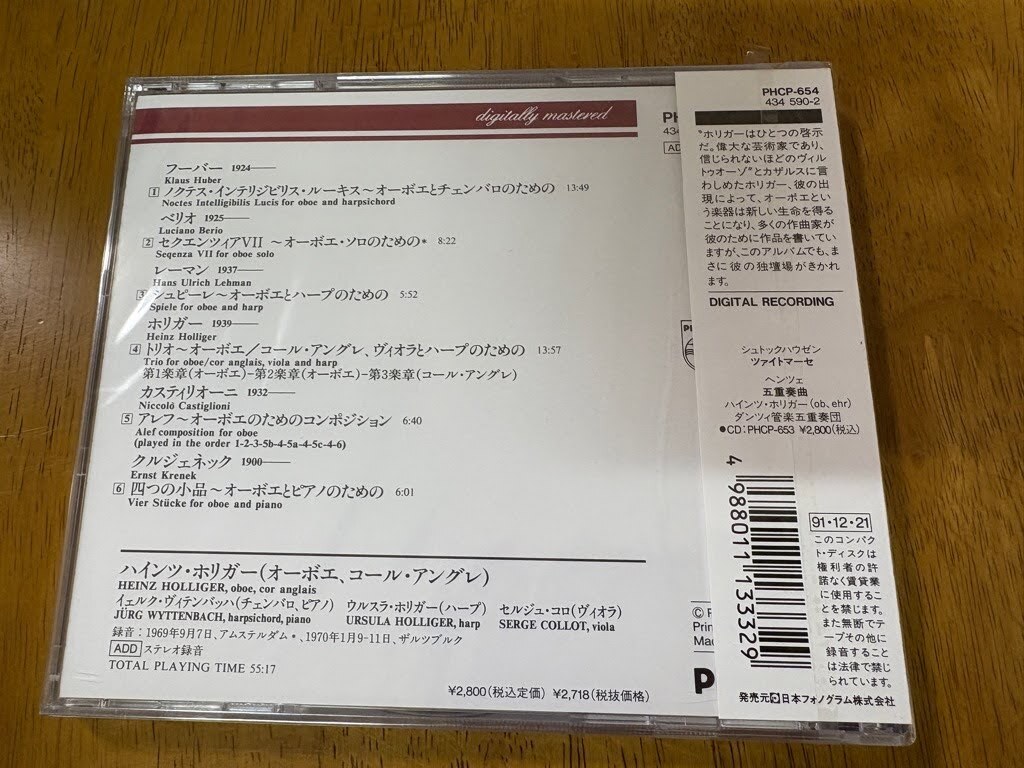 digitally mastered
フーバー 1924——
Klaus Huber
1 ノクテス・インテリジビリス・ルーキス～オーボエとチェンバロのための 13:49
Noctes Intelligibilis Lucis for oboe and harpsichord
ベリオ 1925——
Luciano Berio
2 セクエンツィアVII ～オーボエ・ソロのための* 8:22
Seqenza VII for oboe solo
レーマン 1937——
Hans Ulrich Lehman
3 シュピーレ～オーボエとハープのための 5:52
Spiele for oboe and harp
ホリガー 1939——
Heinz Holliger
4 トリオ～オーボエ／コール・アングレ、ヴィオラとハープのための 13:57
Trio for oboe/cor anglais, viola and harp
第1楽章(オーボエ)–第2楽章(オーボエ)–第3楽章(コール・アングレ)
カスティリオーニ 1932——
Niccoló Castiglioni
5 アレフ～オーボエのためのコンポジション 6:40
Alef composition for oboe
(played in the order 1-2-3-5b-4-5a-4-5c-4-6)
クルジェネック 1900——
Ernst Krenek
6 四つの小品～オーボエとピアノのための 6:01
Vier Stücke for oboe and piano
ハインツ・ホリガー(オーボエ、コール・アングレ)
HEINZ HOLLIGER, oboe, cor anglais
イェルク・ヴィテンバッハ(チェンバロ、ピアノ) ウルスラ・ホリガー(ハープ) セルジュ・コロ(ヴィオラ)
JÜRG WYTTENBACH, harpsichord, piano URSULA HOLLIGER, harp SERGE COLLOT, viola
録音：1969年9月7日、アムステルダム*、1970年1月9-11日、ザルツブルク
ADD ステレオ録音
TOTAL PLAYING TIME 55:17
¥2,800(税込定価) ¥2,718(税抜価格)
PHCP-654
434 590-2
“ホリガーはひとつの啓示
だ。偉大な芸術家であり、
信じられないほどのヴィル
トゥオーゾ”とカザルスに言
わしめたホリガー、彼の出
現によって、オーボエとい
う楽器は新しい生命を得る
ことになり、多くの作曲家が
彼のために作品を書いてい
ますが、このアルバムでも、ま
さに彼の独壇場がきかれ
ます。
DIGITAL RECORDING
シュトックハウゼン
ツァイトマーセ
ヘンツェ
五重奏曲
ハインツ・ホリガー(ob, ehr)
ダンツィ管楽五重奏団
●CD：PHCP-653 ¥2,800(税込)
4 988011 133329
91・12・21
このコンパク
ト・ディスクは
権利者の許
諾なく賃貸業
に使用するこ
とを禁じます。
また無断でテ
ープその他に
録音すること
は法律で禁じ
られています。
発売元 日本フォノグラム株式会社